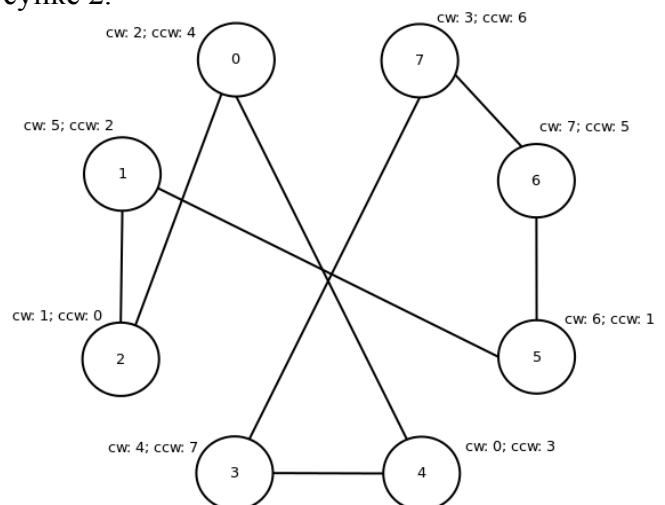 cw: 2; ccw: 4
0
7
cw: 3; ccw: 6
cw: 5; ccw: 2
1
cw: 7; ccw: 5
6
cw: 1; ccw: 0
2
cw: 6; ccw: 1
5
cw: 4; ccw: 7
3
4
cw: 0; ccw: 3